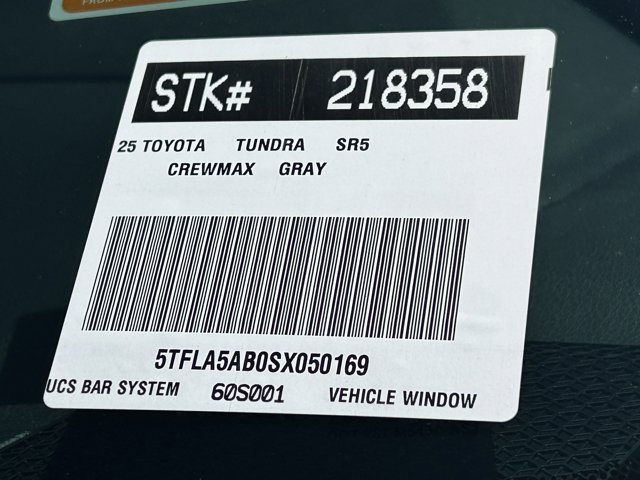 STK# 218358
25 TOYOTA TUNDRA SR5
CREWMAX GRAY
5TFLA5AB0SX050169
UCS BAR SYSTEM 60S001 VEHICLE WINDOW